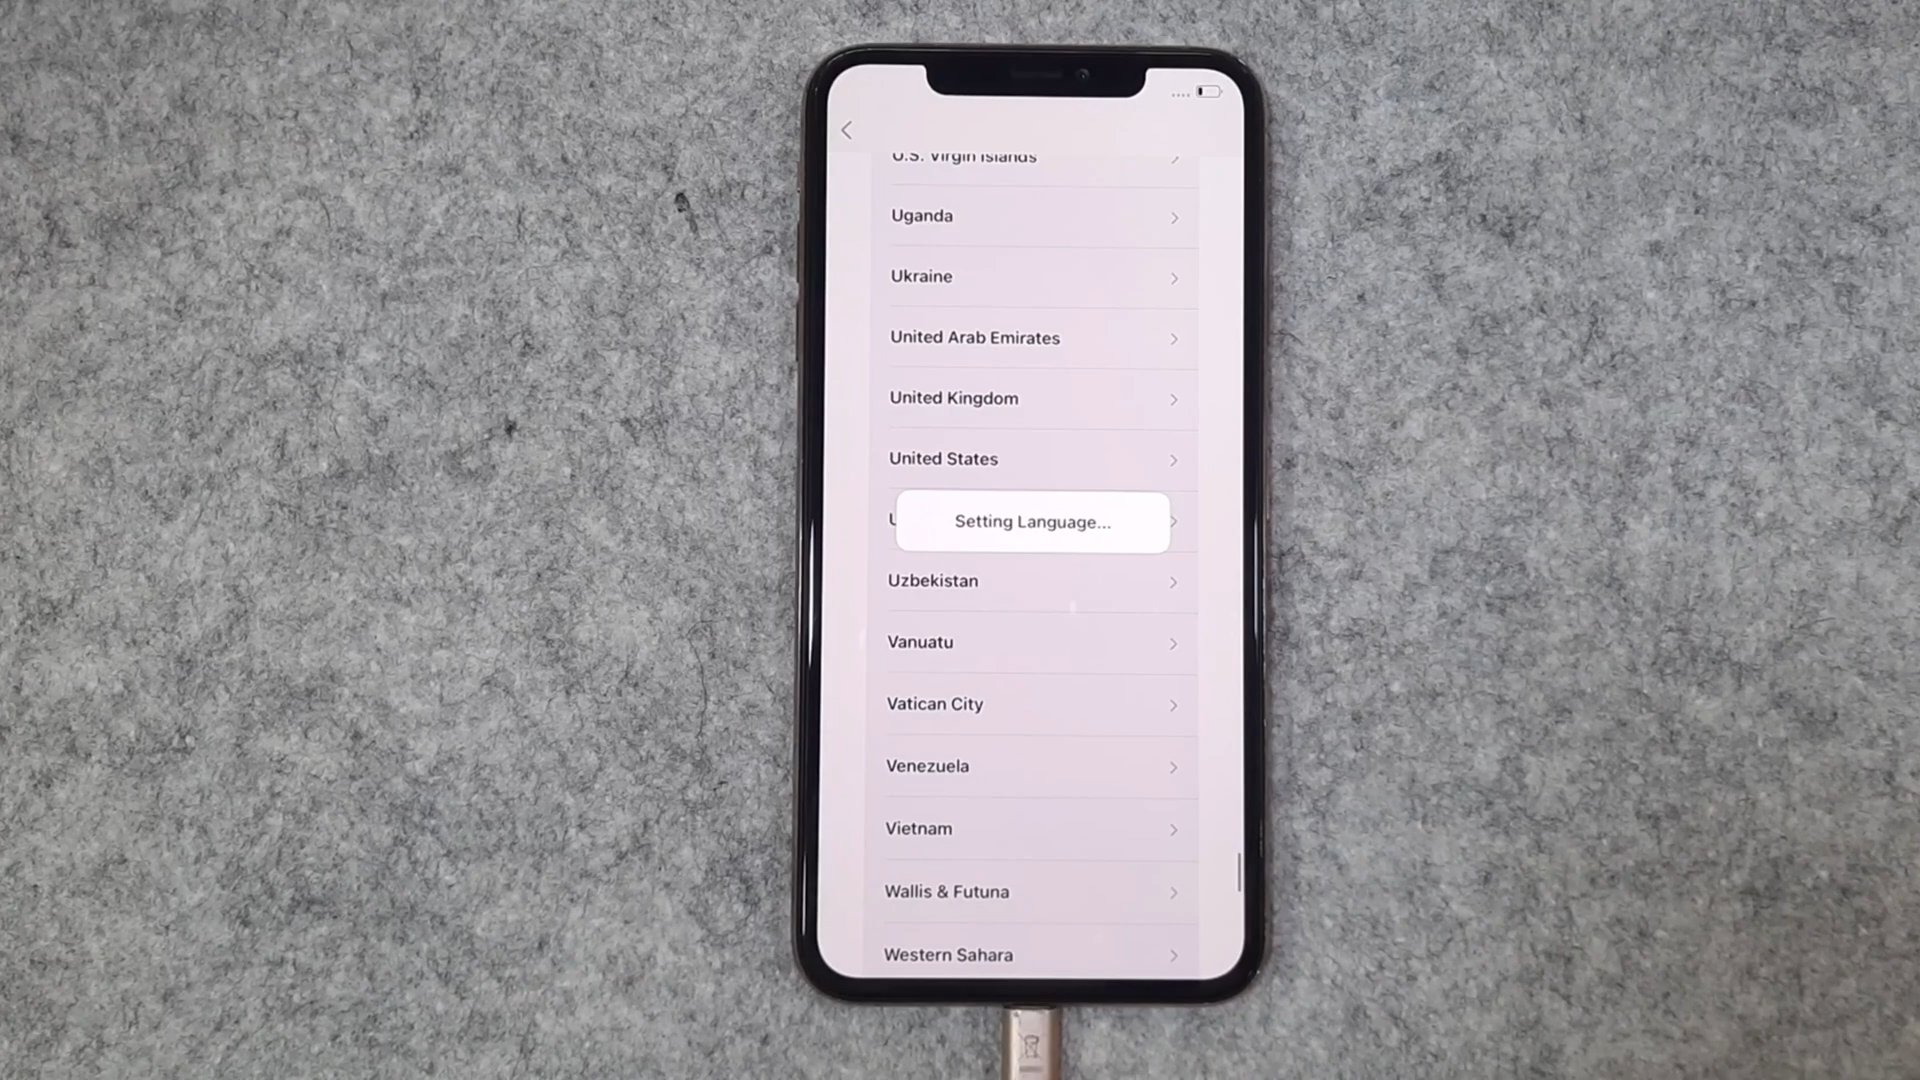 U.S. Virgin Islands
Uganda
Ukraine
United Arab Emirates
United Kingdom
United States
Setting Language...
Uzbekistan
Vanuatu
Vatican City
Venezuela
Vietnam
Wallis & Futuna
Western Sahara